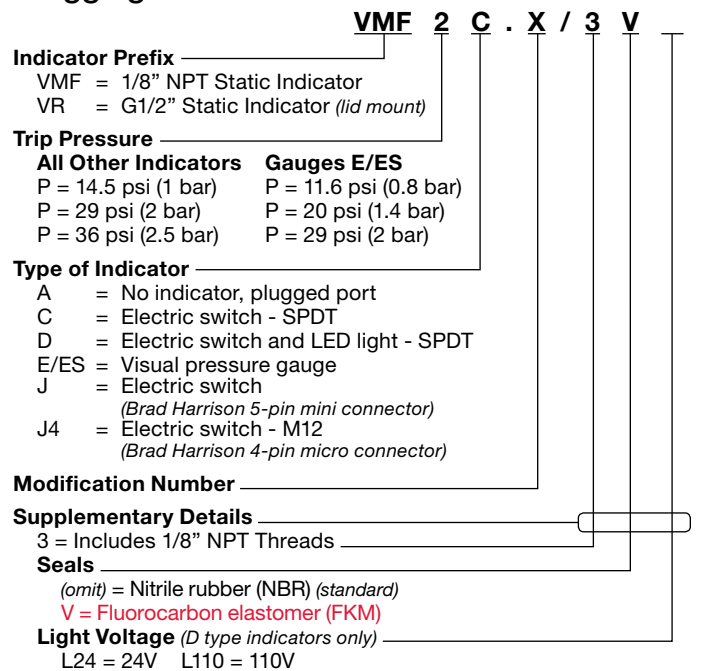 VMF 2 C . X / 3 V _
Indicator Prefix
VMF = 1/8” NPT Static Indicator
VR = G1/2” Static Indicator (lid mount)
Trip Pressure
All Other Indicators Gauges E/ES
P = 14.5 psi (1 bar) P = 11.6 psi (0.8 bar)
P = 29 psi (2 bar) P = 20 psi (1.4 bar)
P = 36 psi (2.5 bar) P = 29 psi (2 bar)
Type of Indicator
A = No indicator, plugged port
C = Electric switch - SPDT
D = Electric switch and LED light - SPDT
E/ES = Visual pressure gauge
J = Electric switch
(Brad Harrison 5-pin mini connector)
J4 = Electric switch - M12
(Brad Harrison 4-pin micro connector)
Modification Number
Supplementary Details
3 = Includes 1/8” NPT Threads
Seals
(omit) = Nitrile rubber (NBR) (standard)
V = Fluorocarbon elastomer (FKM)
Light Voltage (D type indicators only)
L24 = 24V L110 = 110V